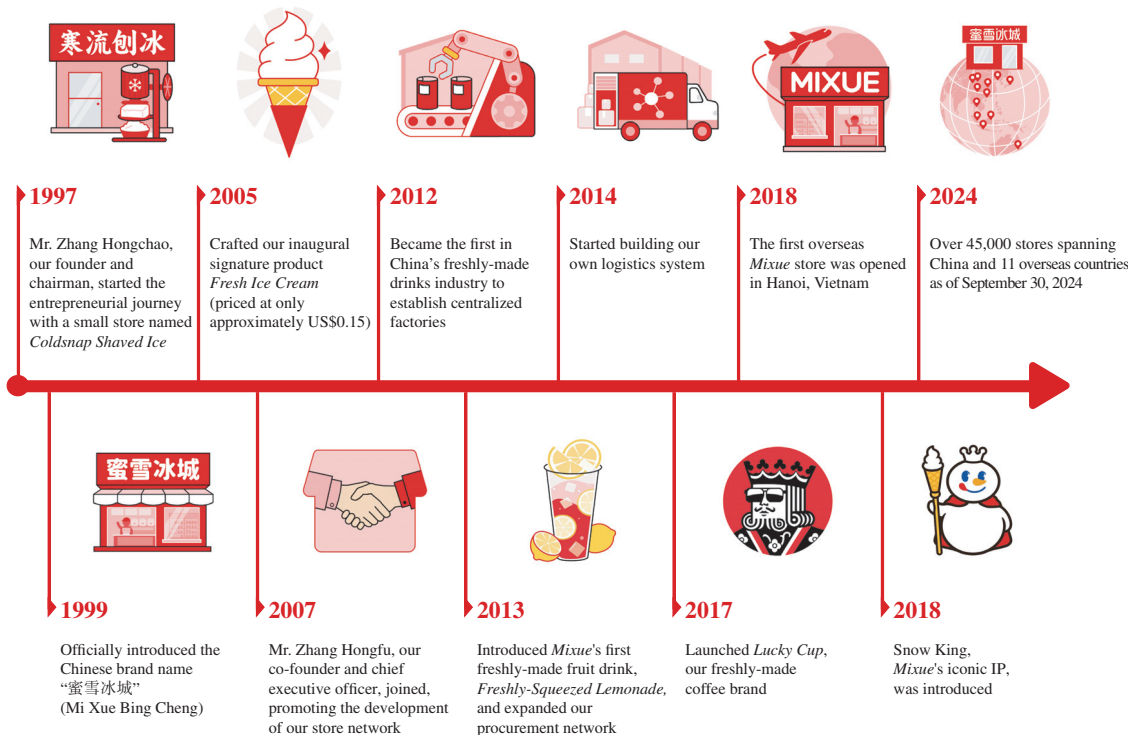 寒流刨冰
MIXUE
蜜雪冰城
1997
Mr. Zhang Hongchao,
our founder and
chairman, started the
entrepreneurial journey
with a small store named
Coldsnap Shaved Ice
2005
Crafted our inaugural
signature product
Fresh Ice Cream
(priced at only
approximately US$0.15)
2012
Became the first in
China’s freshly-made
drinks industry to
establish centralized
factories
2014
Started building our
own logistics system
2018
The first overseas
Mixue store was opened
in Hanoi, Vietnam
2024
Over 45,000 stores spanning
China and 11 overseas countries
as of September 30, 2024
蜜雪冰城
1999
Officially introduced the
Chinese brand name
“蜜雪冰城”
(Mi Xue Bing Cheng)
2007
Mr. Zhang Hongfu, our
co-founder and chief
executive officer, joined,
promoting the development
of our store network
2013
Introduced Mixue's first
freshly-made fruit drink,
Freshly-Squeezed Lemonade,
and expanded our
procurement network
2017
Launched Lucky Cup,
our freshly-made
coffee brand
2018
Snow King,
Mixue's iconic IP,
was introduced